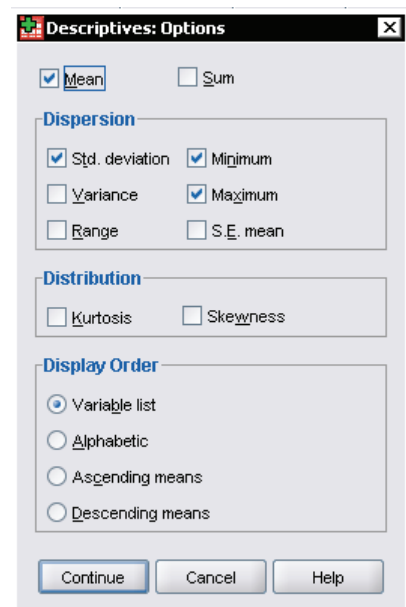 Descriptives: Options
Mean Sum
Dispersion
Std. deviation Minimum
Variance Maximum
Range S.E. mean
Distribution
Kurtosis Skewness
Display Order
Variable list
Alphabetic
Ascending means
Descending means
Continue Cancel Help